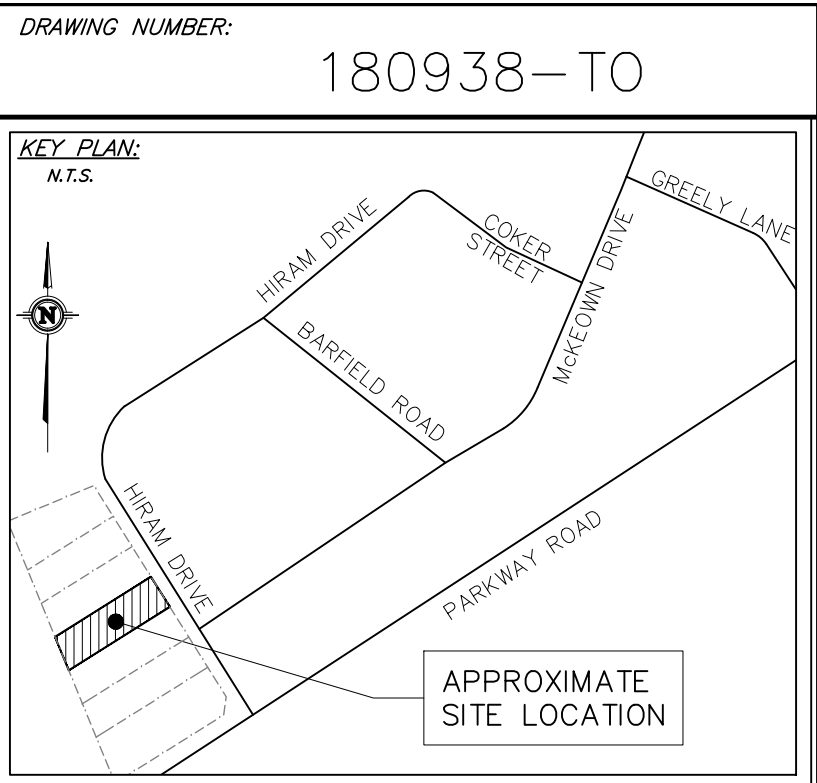 DRAWING NUMBER:
180938-TO
KEY PLAN:
N.T.S.
N
HIRAM DRIVE
COKER
STREET
GREELY LANE
McKEOWN DRIVE
BARFIELD ROAD
HIRAM DRIVE
PARKWAY ROAD
APPROXIMATE
SITE LOCATION